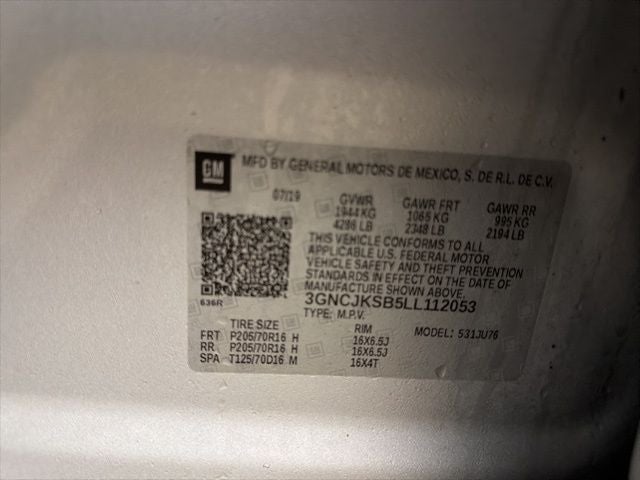 GM MFD BY GENERAL MOTORS DE MEXICO, S. DE R.L. DE C.V.
07/19 GVWR GAWR FRT GAWR RR
1944 KG 1065 KG 995 KG
4286 LB 2348 LB 2194 LB
THIS VEHICLE CONFORMS TO ALL
APPLICABLE U.S. FEDERAL MOTOR
VEHICLE SAFETY AND THEFT PREVENTION
STANDARDS IN EFFECT ON THE DATE OF
MANUFACTURE SHOWN ABOVE.
636R 3GNCJKSB5LL112053
TYPE: M.P.V.
TIRE SIZE RIM MODEL: 531JU76
FRT P205/70R16 H 16X6.5J
RR P205/70R16 H 16X6.5J
SPA T125/70D16 M 16X4T